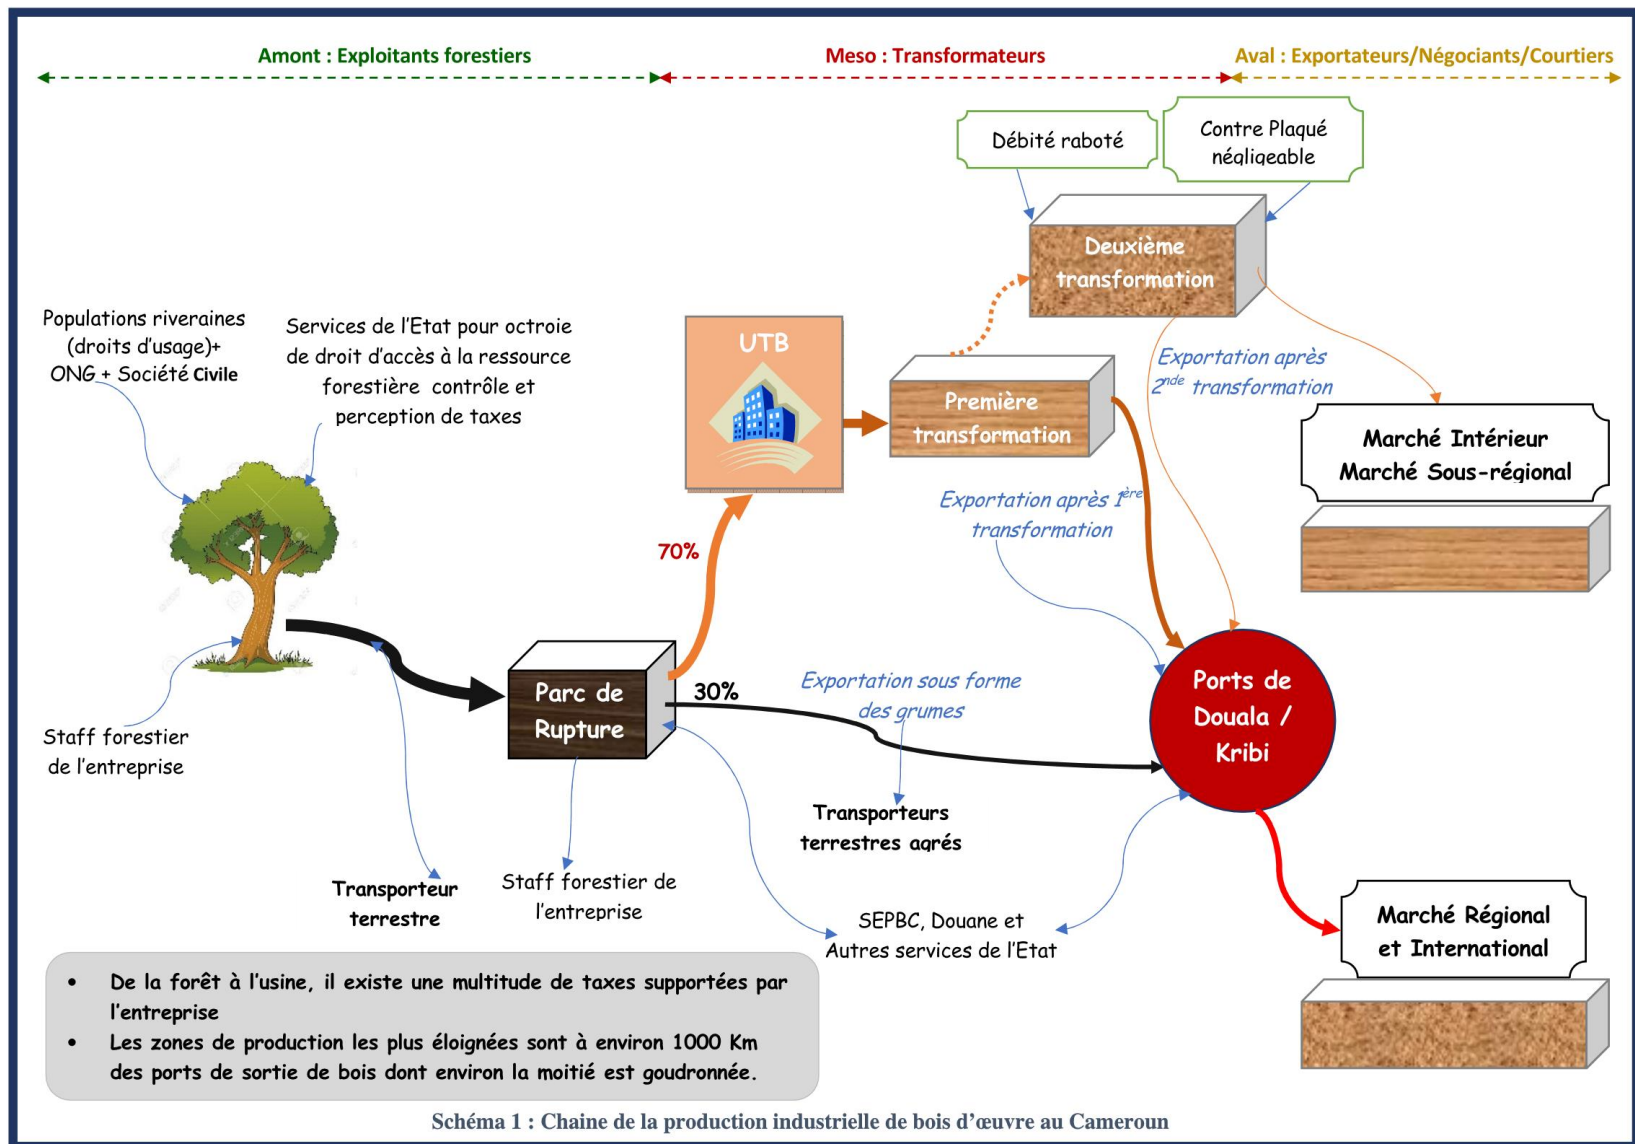 Amont : Exploitants forestiers
Meso : Transformateurs
Aval : Exportateurs/Négociants/Courtiers
Débité raboté
Contre Plaqué
négligeable
Deuxième
transformation
Populations riveraines
(droits d'usage)+
ONG + Société Civile
Services de l'Etat pour octroie
de droit d'accès à la ressource
forestière contrôle et
perception de taxes
UTB
Première
transformation
Exportation après
2nde transformation
Marché Intérieur
Marché Sous-régional
Exportation après 1ère
transformation
70%
Parc de
Rupture
30%
Exportation sous forme
des grumes
Ports de
Douala /
Kribi
Staff forestier
de l'entreprise
Transporteurs
terrestres agrés
Transporteur
terrestre
Staff forestier de
l'entreprise
SEPBC, Douane et
Autres services de l'Etat
Marché Régional
et International
• De la forêt à l'usine, il existe une multitude de taxes supportées par
l'entreprise
• Les zones de production les plus éloignées sont à environ 1000 Km
des ports de sortie de bois dont environ la moitié est goudronnée.
Schéma 1 : Chaine de la production industrielle de bois d'œuvre au Cameroun